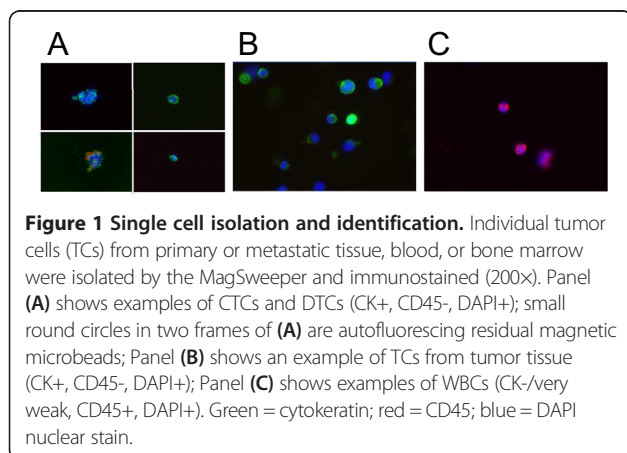 A B C
Figure 1 Single cell isolation and identification. Individual tumor
cells (TCs) from primary or metastatic tissue, blood, or bone marrow
were isolated by the MagSweeper and immunostained (200×). Panel
(A) shows examples of CTCs and DTCs (CK+, CD45-, DAPI+); small
round circles in two frames of (A) are autofluorescing residual magnetic
microbeads; Panel (B) shows an example of TCs from tumor tissue
(CK+, CD45-, DAPI+); Panel (C) shows examples of WBCs (CK-/very
weak, CD45+, DAPI+). Green = cytokeratin; red = CD45; blue = DAPI
nuclear stain.